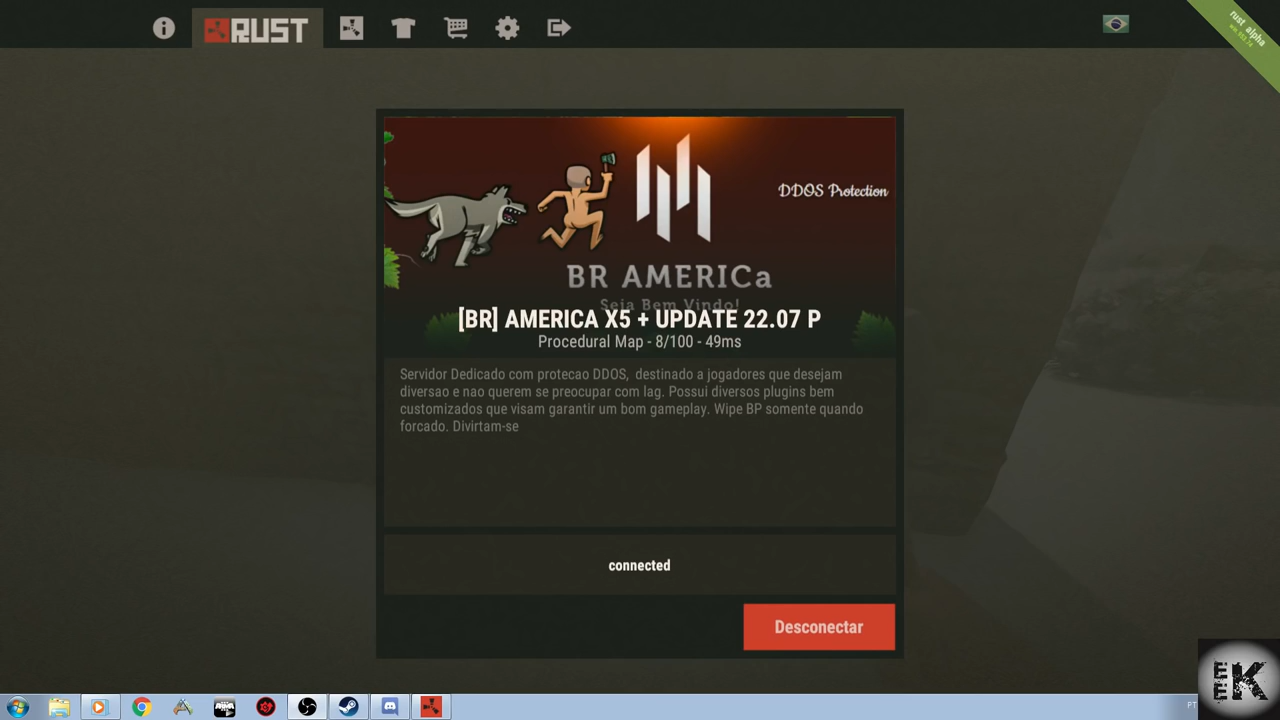 RUST
rust alpha
DDOS Protection
BR AMERICa
Seja Bem Vindo!
[BR] AMERICA X5 + UPDATE 22.07 P
Procedural Map - 8/100 - 49ms
Servidor Dedicado com protecao DDOS, destinado a jogadores que desejam
diversao e nao querem se preocupar com lag. Possui diversos plugins bem
customizados que visam garantir um bom gameplay. Wipe BP somente quando
forcado. Divirtam-se
connected
Desconectar
PT